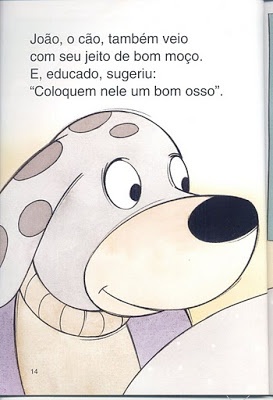 João, o cão, também veio
com seu jeito de bom moço.
E, educado, sugeriu:
“Coloquem nele um bom osso”.
14